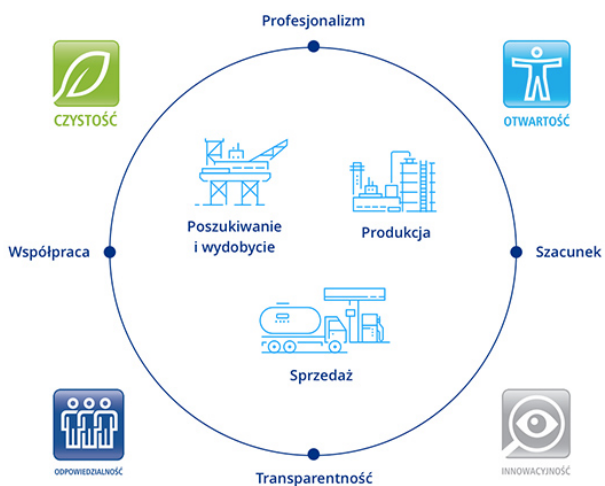 Profesjonalizm
CZYSTOŚĆ
OTWARTOŚĆ
Poszukiwanie
i wydobycie
Produkcja
Współpraca
Szacunek
Sprzedaż
ODPOWIEDZIALNOŚĆ
INNOWACYJNOŚĆ
Transparentność